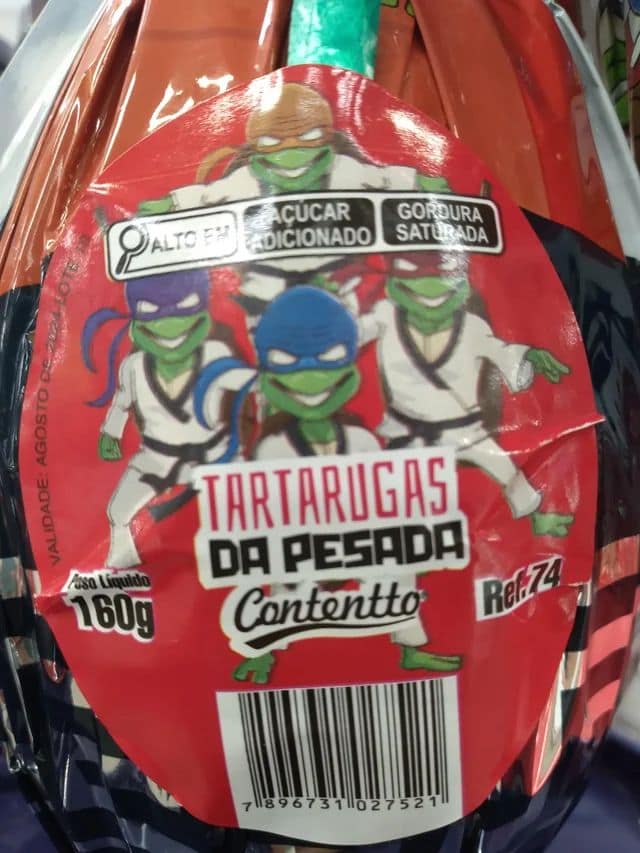 ALTO EM
AÇÚCAR
ADICIONADO
GORDURA
SATURADA
VALIDADE: AGOSTO DE 2024 LOTE
TARTARUGAS
DA PESADA
Contentto
Peso Líquido
160g
Ref. 74
7 896731 027521